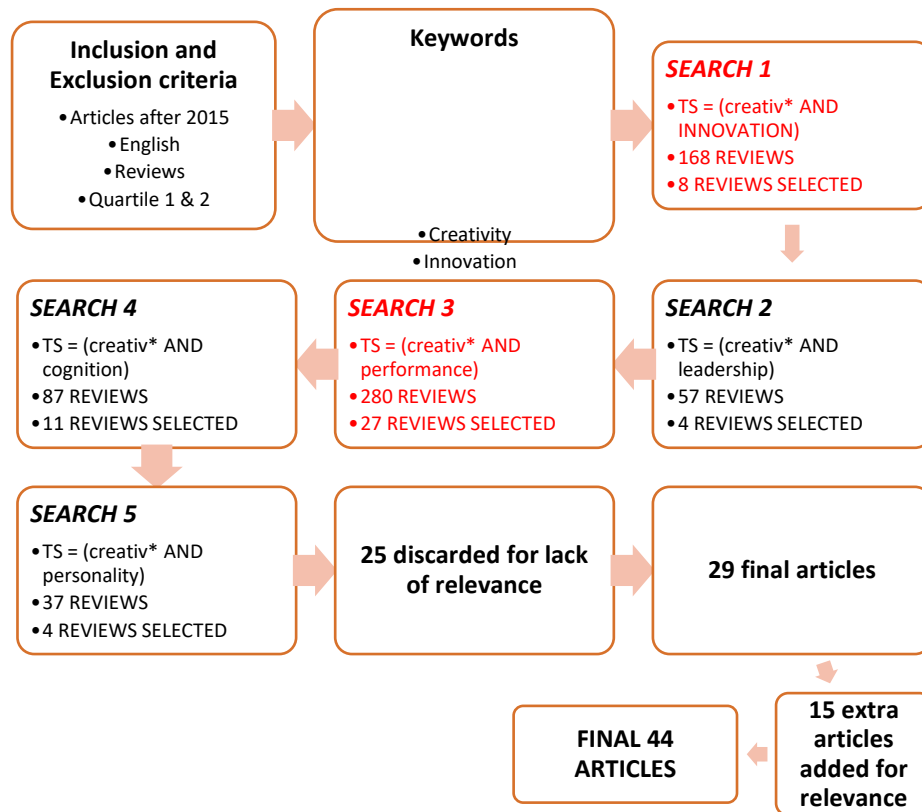 Inclusion and
Exclusion criteria
•Articles after 2015
•English
•Reviews
•Quartile 1 & 2
Keywords
•Creativity
•Innovation
SEARCH 1
•TS = (creativ* AND
INNOVATION)
•168 REVIEWS
•8 REVIEWS SELECTED
SEARCH 2
•TS = (creativ* AND
leadership)
•57 REVIEWS
•4 REVIEWS SELECTED
SEARCH 3
•TS = (creativ* AND
performance)
•280 REVIEWS
•27 REVIEWS SELECTED
SEARCH 4
•TS = (creativ* AND
cognition)
•87 REVIEWS
•11 REVIEWS SELECTED
SEARCH 5
•TS = (creativ* AND
personality)
•37 REVIEWS
•4 REVIEWS SELECTED
25 discarded for lack
of relevance
29 final articles
15 extra
articles
added for
relevance
FINAL 44
ARTICLES